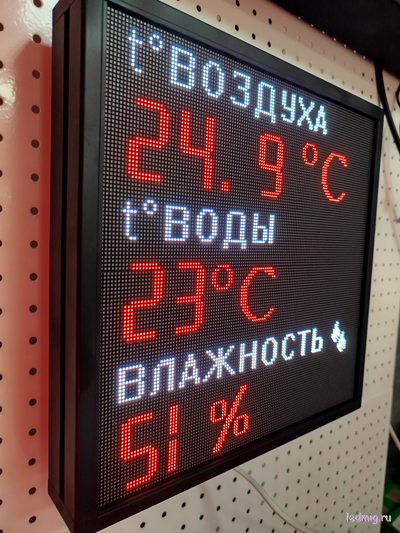 t°ВОЗДУХА
24.9°C
t°ВОДЫ
23°C
ВЛАЖНОСТЬ
51%
ledmig.ru